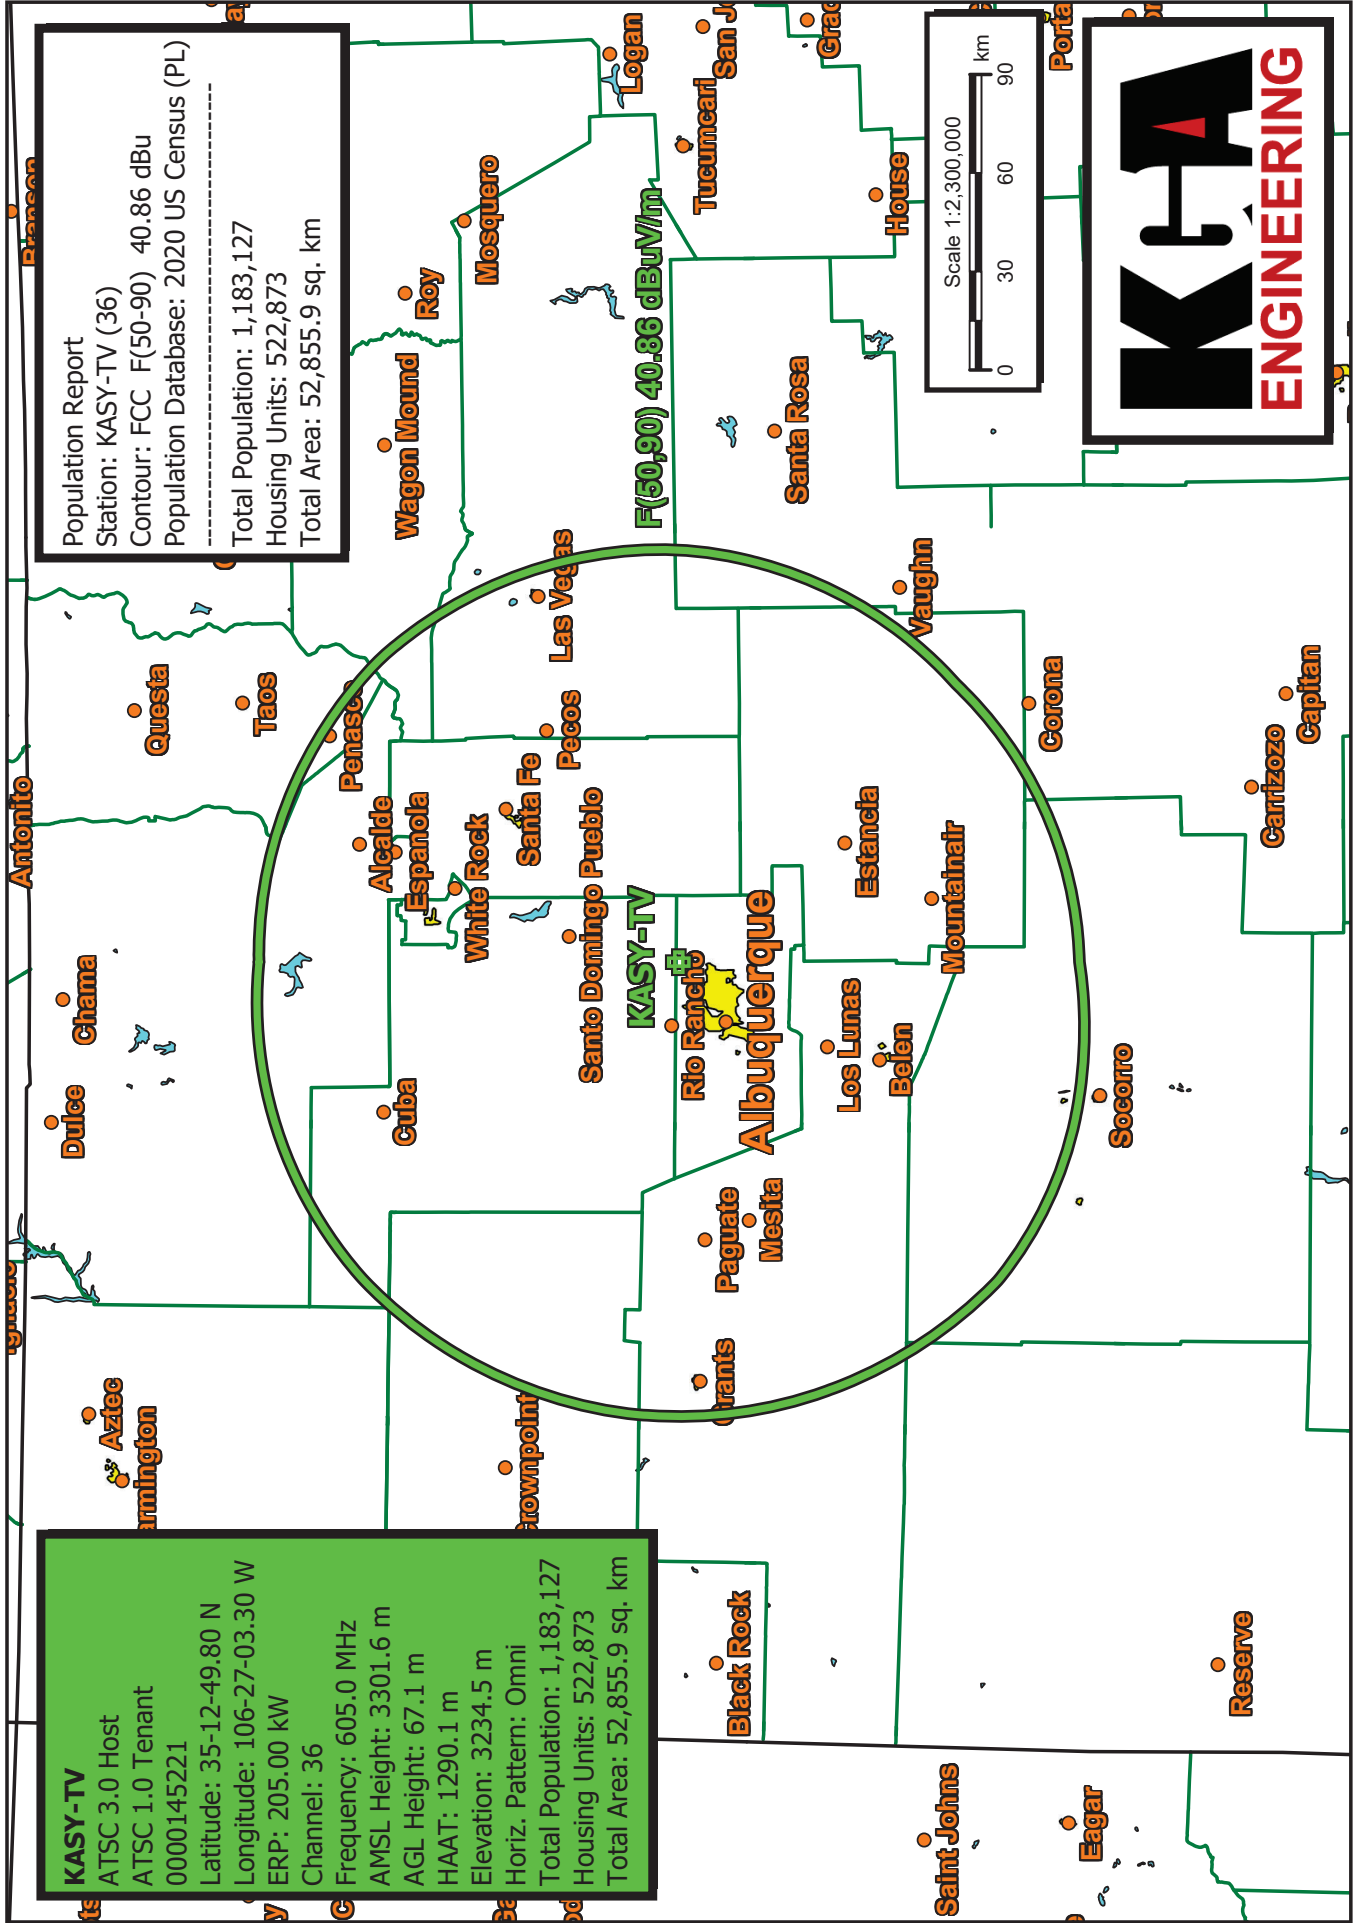 KASY-TV
ATSC 3.0 Host
ATSC 1.0 Tenant
0000145221
Latitude: 35-12-49.80 N
Longitude: 106-27-03.30 W
ERP: 205.00 kW
Channel: 36
Frequency: 605.0 MHz
AMSL Height: 3301.6 m
AGL Height: 67.1 m
HAAT: 1290.1 m
Elevation: 3234.5 m
Horiz. Pattern: Omni
Total Population: 1,183,127
Housing Units: 522,873
Total Area: 52,855.9 sq. km
Population Report
Station: KASY-TV (36)
Contour: FCC  F(50-90)  40.86 dBu
Population Database: 2020 US Census (PL)
----------------------------------------
Total Population: 1,183,127
Housing Units: 522,873
Total Area: 52,855.9 sq. km
Antonito
Branson
Dulce
Chama
Aztec
armington
Questa
Taos
Penasco
Alcalde
Espanola
Cuba
Wagon Mound
Roy
Mosquero
White Rock
Santa Fe
Pecos
Las Vegas
rownpoint
Santo Domingo Pueblo
Logan
KASY-TV
F(50,90) 40.86 dBuV/m
Rio Rancho
Tucumcari
San J
Grants
Paguate
Mesita
Albuquerque
Black Rock
Santa Rosa
Grad
Los Lunas
Estancia
House
Belen
Vaughn
Mountainair
Saint Johns
Scale 1:2,300,000
0
30
60
90
km
Corona
Porta
Eagar
Socorro
Reserve
Carrizozo
Capitan
KGA
ENGINEERING